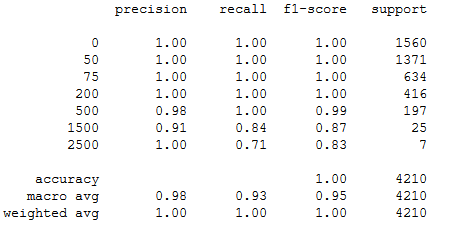 precision recall f1-score support
0 1.00 1.00 1.00 1560
50 1.00 1.00 1.00 1371
75 1.00 1.00 1.00 634
200 1.00 1.00 1.00 416
500 0.98 1.00 0.99 197
1500 0.91 0.84 0.87 25
2500 1.00 0.71 0.83 7
accuracy 1.00 4210
macro avg 0.98 0.93 0.95 4210
weighted avg 1.00 1.00 1.00 4210